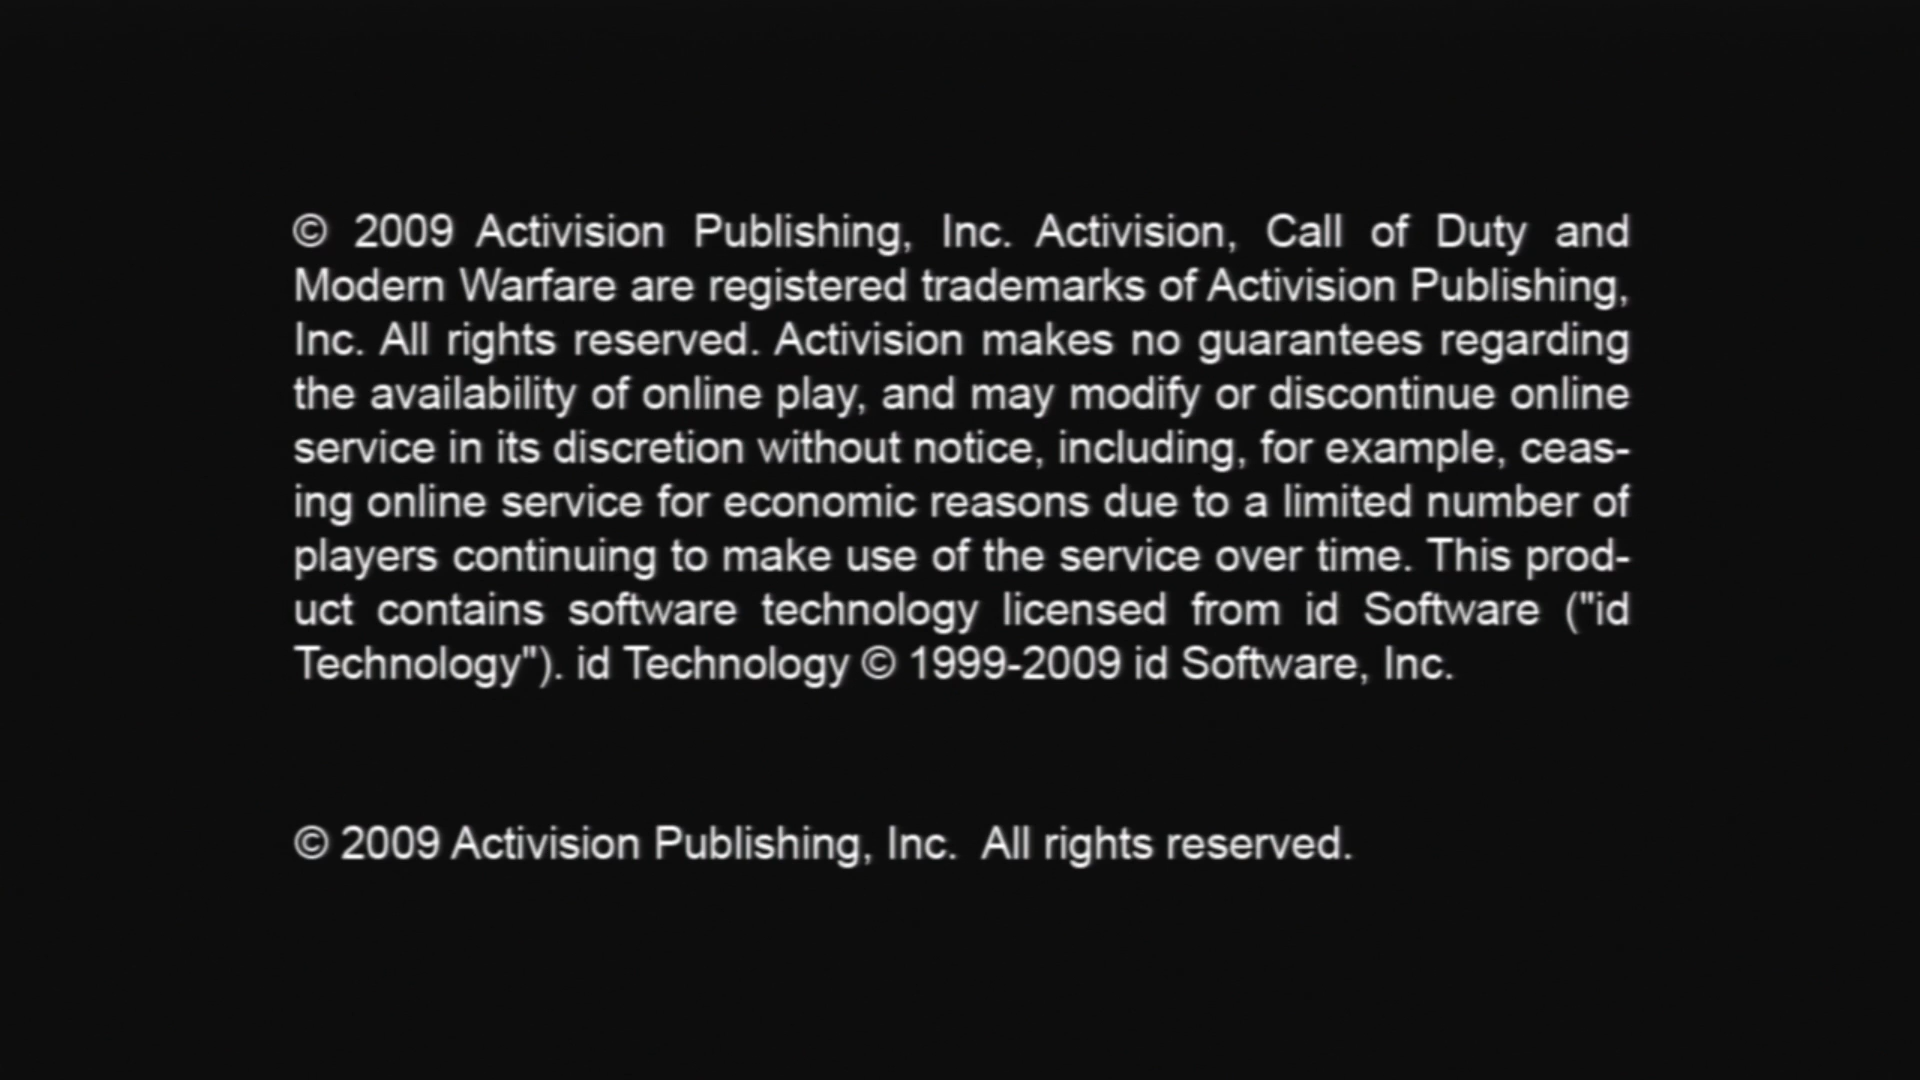 © 2009 Activision Publishing, Inc. Activision, Call of Duty and
Modern Warfare are registered trademarks of Activision Publishing,
Inc. All rights reserved. Activision makes no guarantees regarding
the availability of online play, and may modify or discontinue online
service in its discretion without notice, including, for example, ceas-
ing online service for economic reasons due to a limited number of
players continuing to make use of the service over time. This prod-
uct contains software technology licensed from id Software ("id
Technology"). id Technology © 1999-2009 id Software, Inc.
© 2009 Activision Publishing, Inc.  All rights reserved.